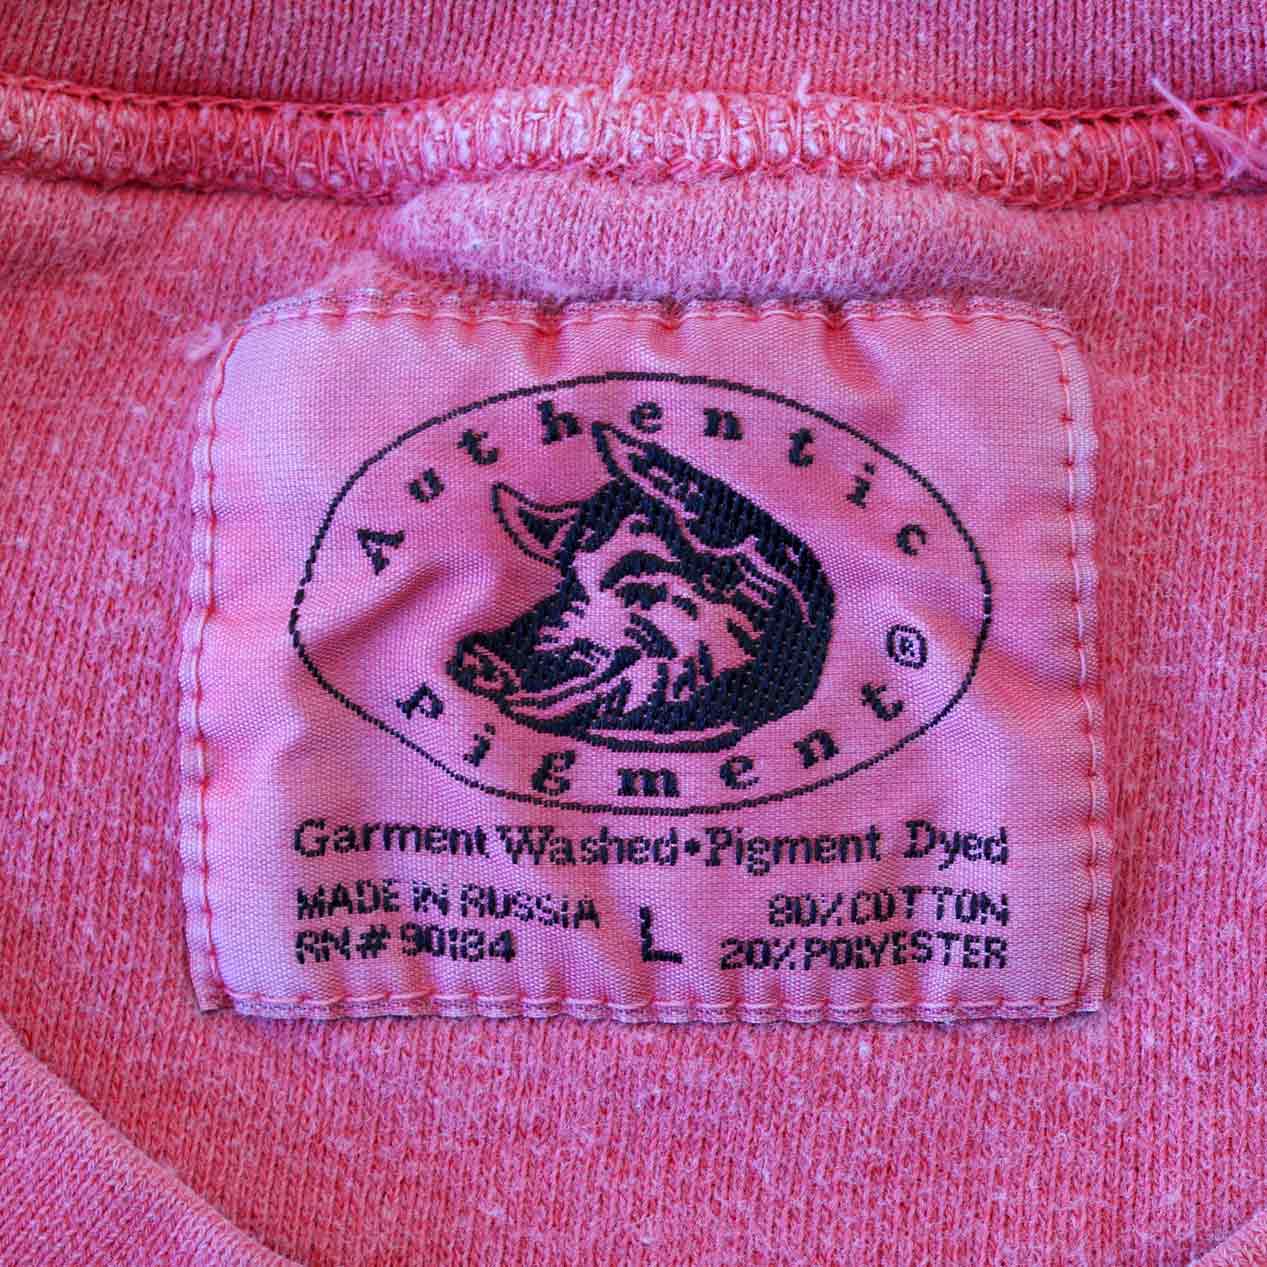 Authentic
Pigment ®
Garment Washed • Pigment Dyed
MADE IN RUSSIA
RN# 90184
L
80% COTTON
20% POLYESTER